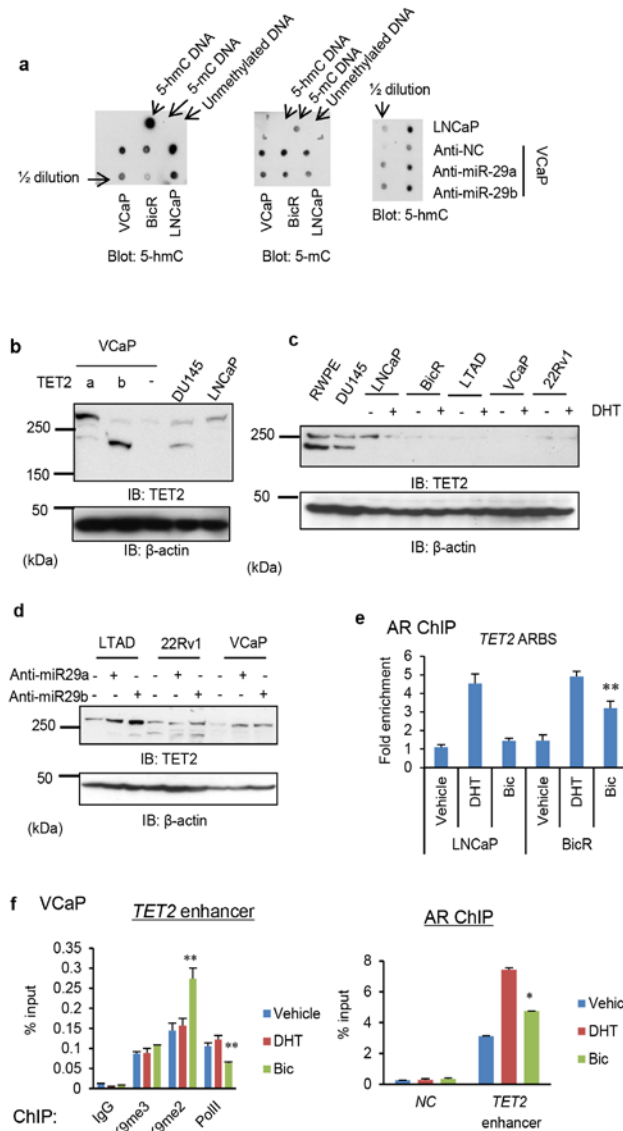 a
5-hmC DNA
5-mC DNA
Unmethylated DNA
½ dilution
VCaP
BicR
LNCaP
Blot: 5-hmC
5-hmC DNA
5-mC DNA
Unmethylated DNA
VCaP
BicR
LNCaP
Blot: 5-mC
½ dilution
LNCaP
Anti-NC
Anti-miR-29a
Anti-miR-29b
VCaP
Blot: 5-hmC
b
VCaP
TET2 a b - DU145 LNCaP
250
150
IB: TET2
50
(kDa)
IB: β-actin
c
RWPE DU145 LNCaP BicR LTAD VCaP 22Rv1
- + - + - + - + - + DHT
250
IB: TET2
50
(kDa)
IB: β-actin
d
LTAD 22Rv1 VCaP
Anti-miR29a - + - - + - - + -
Anti-miR29b - - + - - + - - +
250
IB: TET2
50
(kDa)
IB: β-actin
e
AR ChIP
TET2 ARBS
Fold enrichment
6
5
4
3
2
1
0
**
Vehicle DHT Bic Vehicle DHT Bic
LNCaP BicR
f VCaP
TET2 enhancer
% input
0.35
0.3
0.25
0.2
0.15
0.1
0.05
0
**
**
Vehicle
DHT
Bic
ChIP: IgG K9me3 K9me2 PolII
AR ChIP
% input
8
6
4
2
0
*
Vehic
DHT
Bic
NC TET2
enhancer